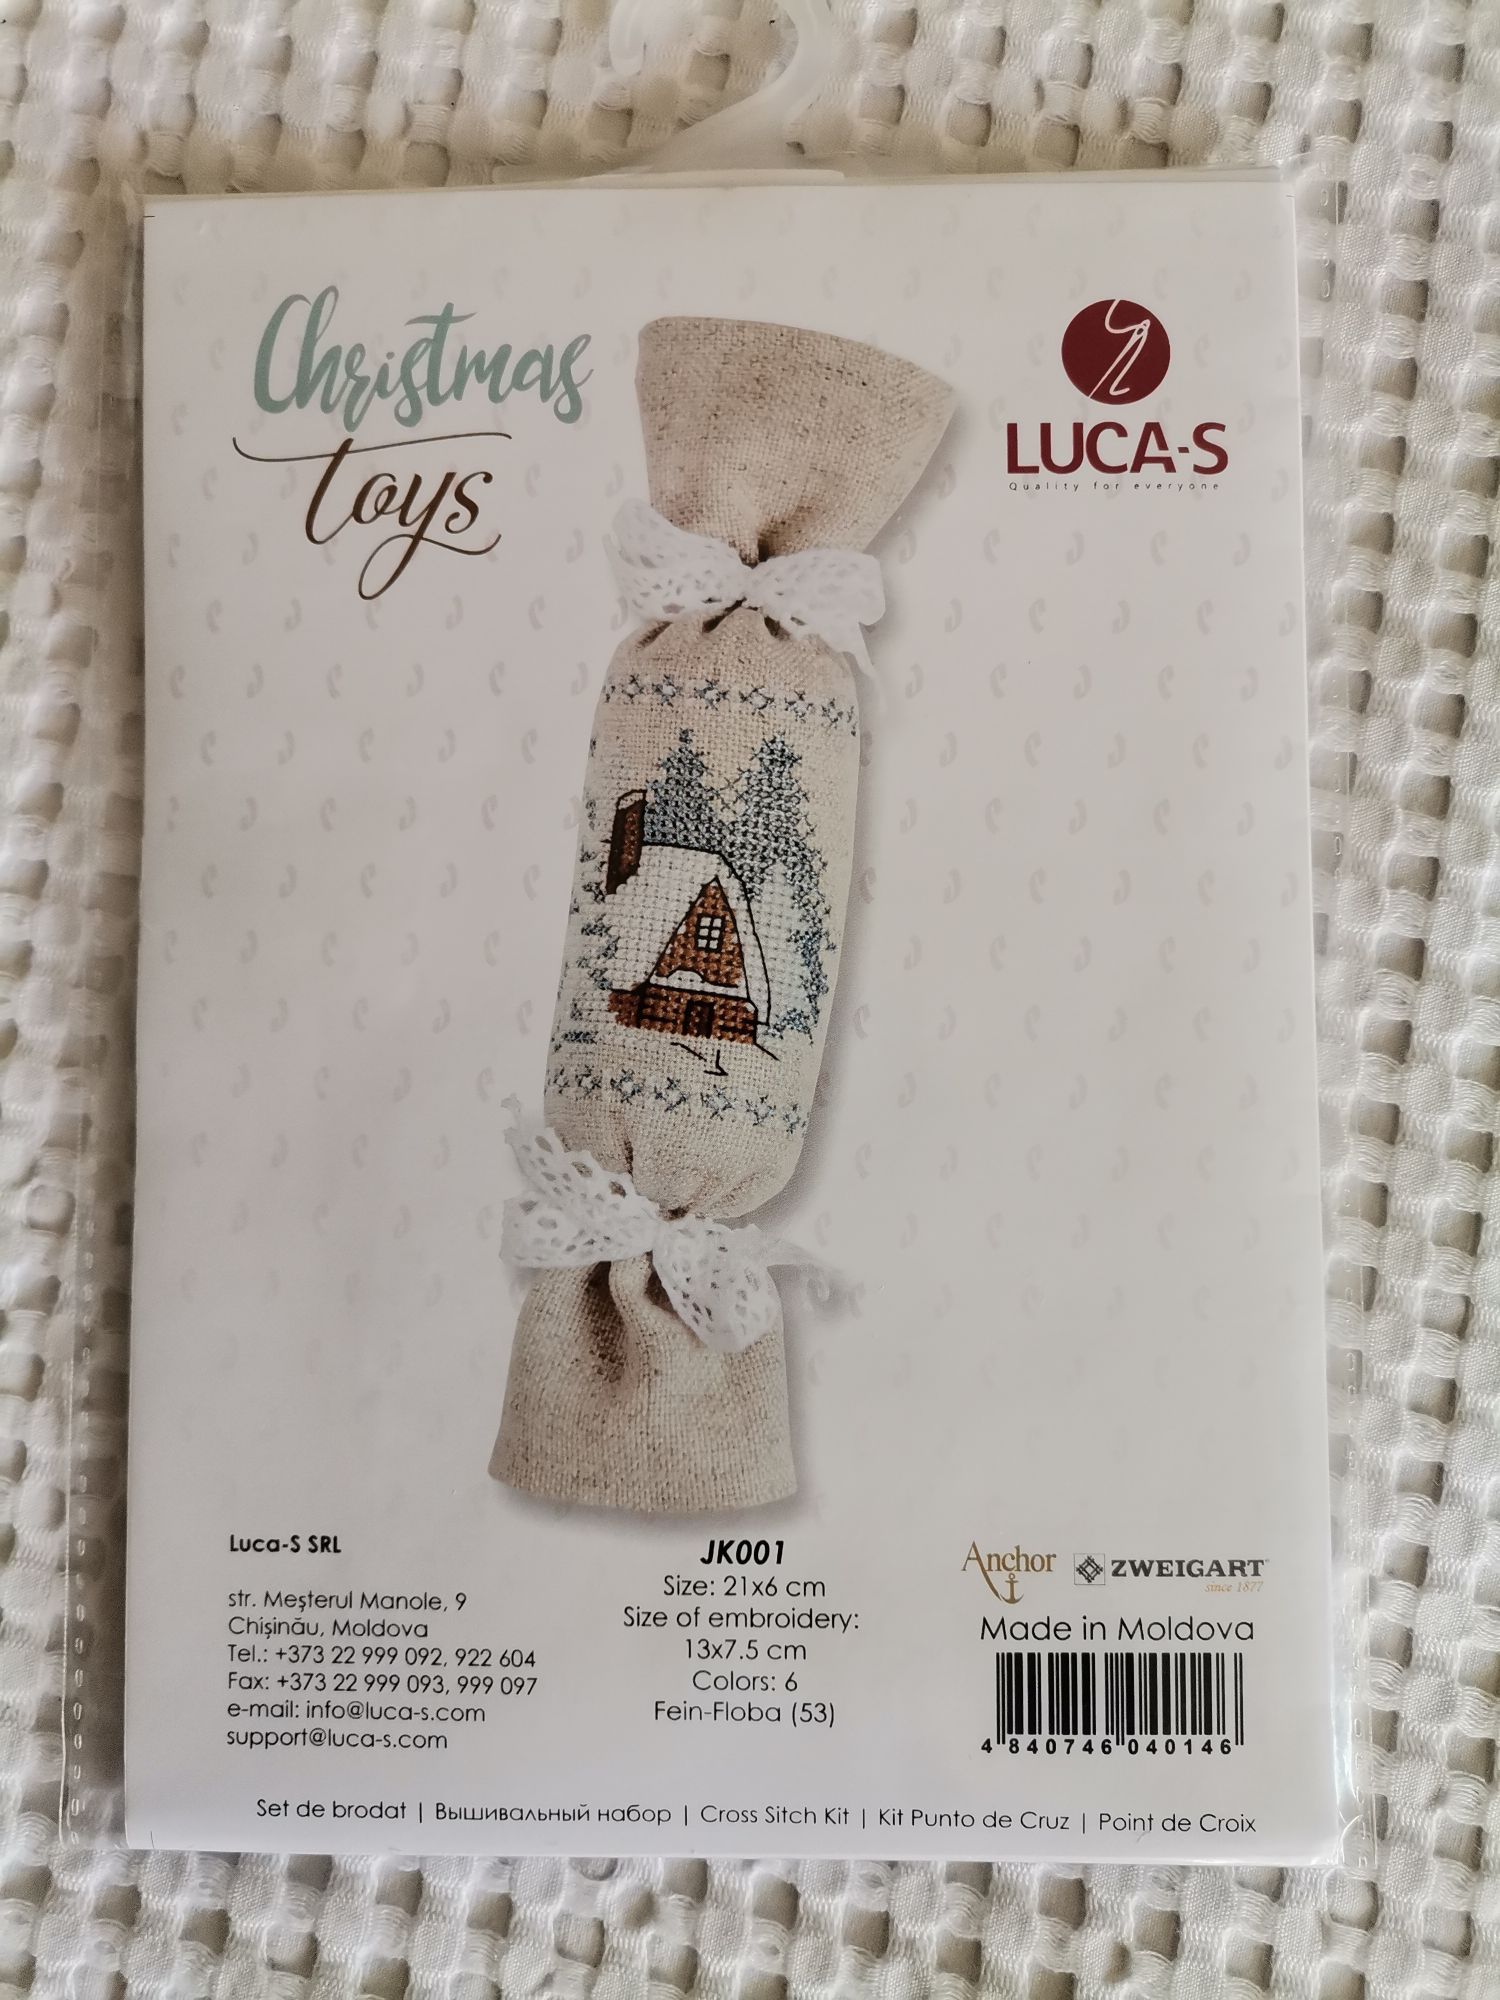 Christmas
toys
LUCA-S
Quality for everyone
Luca-S SRL
str. Meșterul Manole, 9
Chișinău, Moldova
Tel.: +373 22 999 092, 922 604
Fax: +373 22 999 093, 999 097
e-mail: info@luca-s.com
support@luca-s.com
JK001
Size: 21x6 cm
Size of embroidery:
13x7.5 cm
Colors: 6
Fein-Floba (53)
Anchor
ZWEIGART
since 1877
Made in Moldova
4 840746 040146
Set de brodat | Вышивальный набор | Cross Sitch Kit | Kit Punto de Cruz | Point de Croix